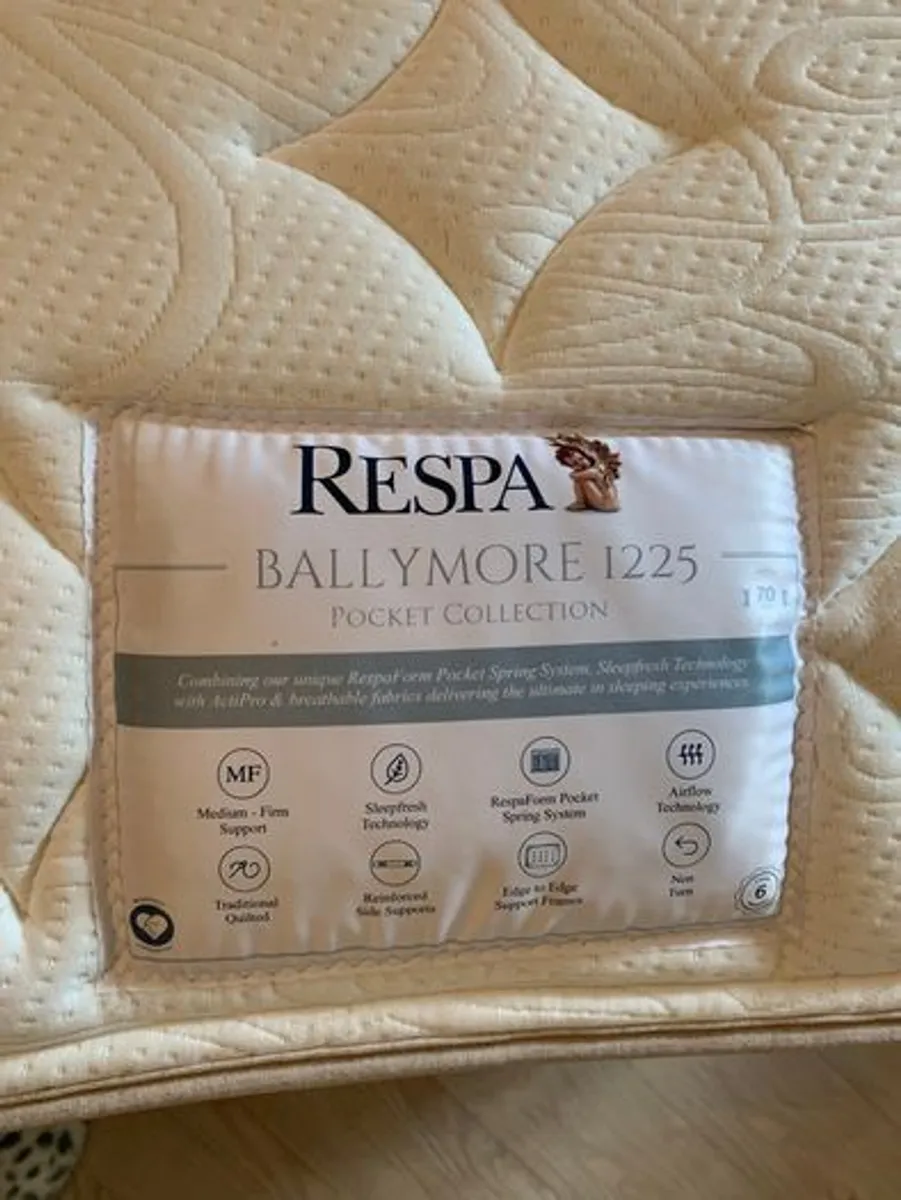 RESPA
BALLYMORE 1225
POCKET COLLECTION
70
Combining our unique RespaForm Pocket Spring System, Sleepfresh Technology
with ActiPro & breathable fabrics delivering the ultimate in sleeping experiences
MF
Medium - Firm
Support
Sleepfresh
Technology
RespaForm Pocket
Spring System
Airflow
Technology
Traditional
Quilted
Reinforced
Side Supports
Edge to Edge
Support Frames
Non
Turn
6